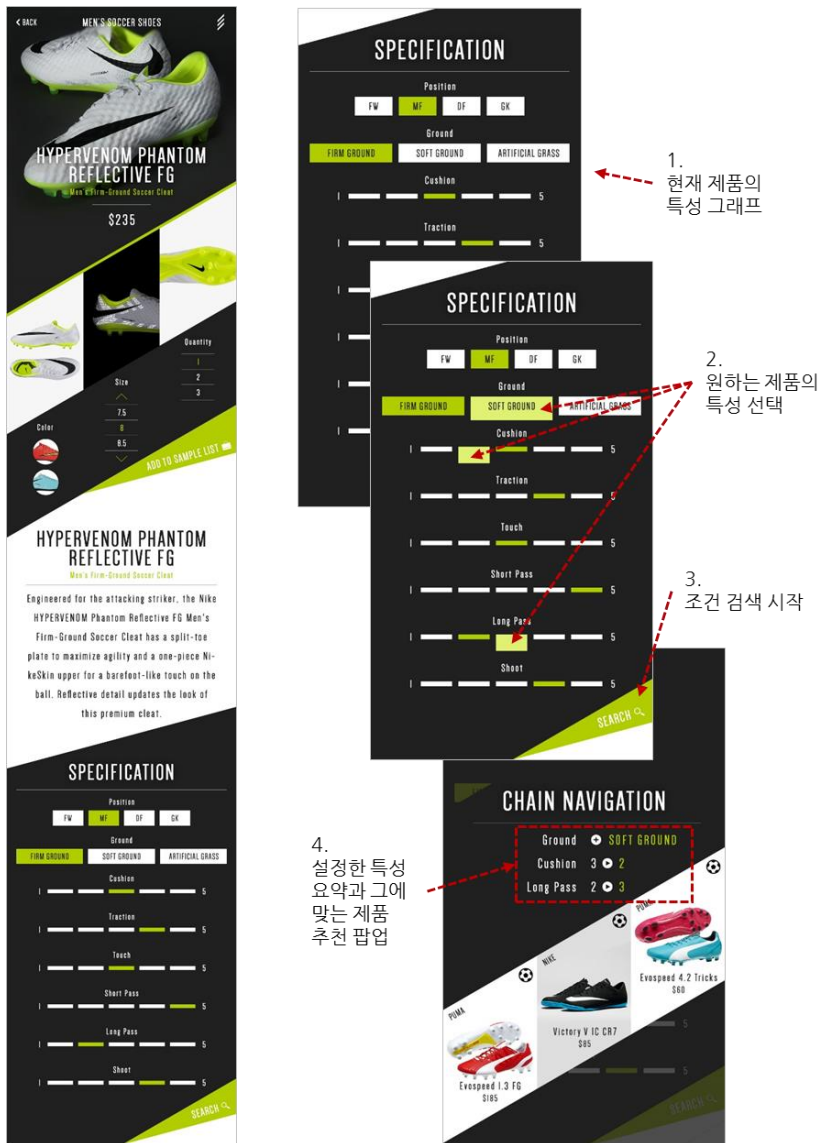 BACK
MEN'S SOCCER SHOES
HYPERVENOM PHANTOM
REFLECTIVE FG
Men's Firm-Ground Soccer Cleat
$235
Quantity
1
2
3
Size
7.5
8
8.5
Color
ADD TO SAMPLE LIST
HYPERVENOM PHANTOM
REFLECTIVE FG
Men's Firm-Ground Soccer Cleat
Engineered for the attacking striker, the Nike
HYPERVENOM Phantom Reflective FG Men's
Firm-Ground Soccer Cleat has a split-toe
plate to maximize agility and a one-piece Ni-
keSkin upper for a barefoot-like touch on the
ball. Reflective detail updates the look of
this premium cleat.
SPECIFICATION
Position
FW MF DF GK
Ground
FIRM GROUND SOFT GROUND ARTIFICIAL GRASS
Cushion
1 5
Traction
1 5
Touch
1 5
Short Pass
1 5
Long Pass
1 5
Shoot
1 5
SEARCH
SPECIFICATION
Position
FW MF DF GK
Ground
FIRM GROUND SOFT GROUND ARTIFICIAL GRASS
Cushion
1 5
Traction
1 5
1.
현재 제품의
특성 그래프
SPECIFICATION
Position
FW MF DF GK
Ground
FIRM GROUND SOFT GROUND ARTIFICIAL GRASS
Cushion
1 5
Traction
1 5
Touch
1 5
Short Pass
1 5
Long Pass
1 5
Shoot
1 5
SEARCH
2.
원하는 제품의
특성 선택
3.
조건 검색 시작
CHAIN NAVIGATION
Ground SOFT GROUND
Cushion 3 2
Long Pass 2 3
PUMA
Evospeed 4.2 Tricks
$60
NIKE
Victory V IC CR7
$85
PUMA
Evospeed 1.3 FG
$185
5
5
SEARCH
4.
설정한 특성
요약과 그에
맞는 제품
추천 팝업